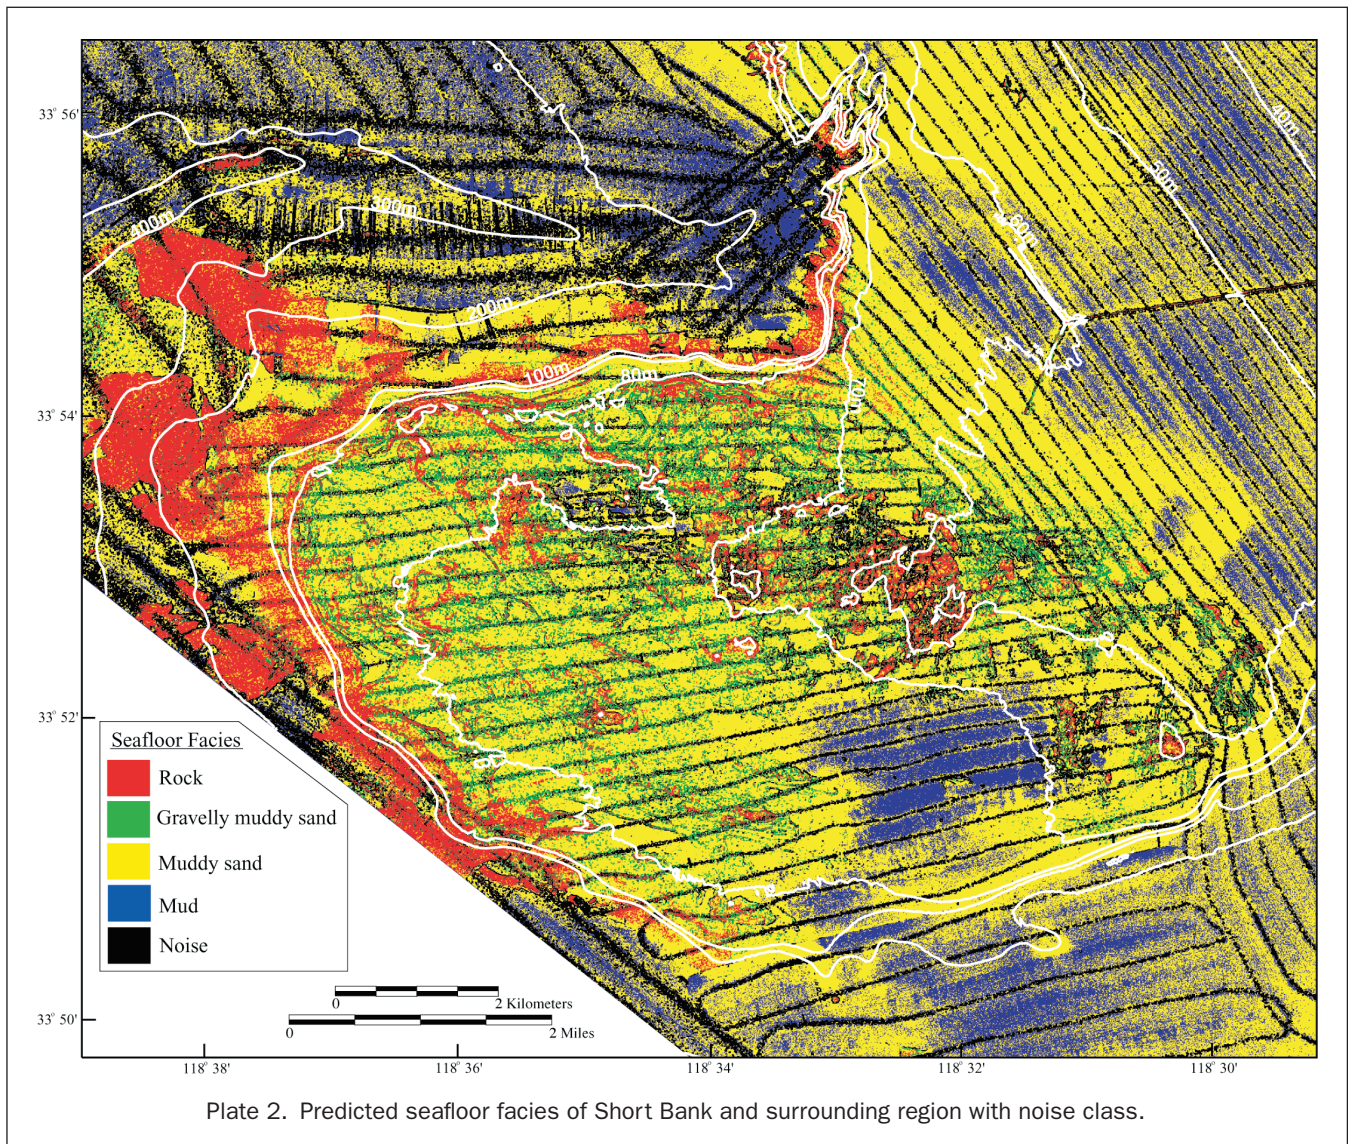 33° 56'
33° 54'
33° 52'
33° 50'
400m
300m
200m
100m
80m
70m
60m
50m
40m
Seafloor Facies
Rock
Gravelly muddy sand
Muddy sand
Mud
Noise
0 2 Kilometers
0 2 Miles
118° 38' 118° 36' 118° 34' 118° 32' 118° 30'
Plate 2. Predicted seafloor facies of Short Bank and surrounding region with noise class.